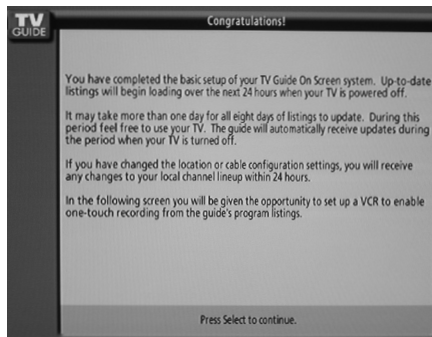 TV
GUIDE
Congratulations!
You have completed the basic setup of your TV Guide On Screen system. Up-to-date
listings will begin loading over the next 24 hours when your TV is powered off.
It may take more than one day for all eight days of listings to update. During this
period feel free to use your TV. The guide will automatically receive updates during
the period when your TV is turned off.
If you have changed the location or cable configuration settings, you will receive
any changes to your local channel lineup within 24 hours.
In the following screen you will be given the opportunity to set up a VCR to enable
one-touch recording from the guide's program listings.
Press Select to continue.